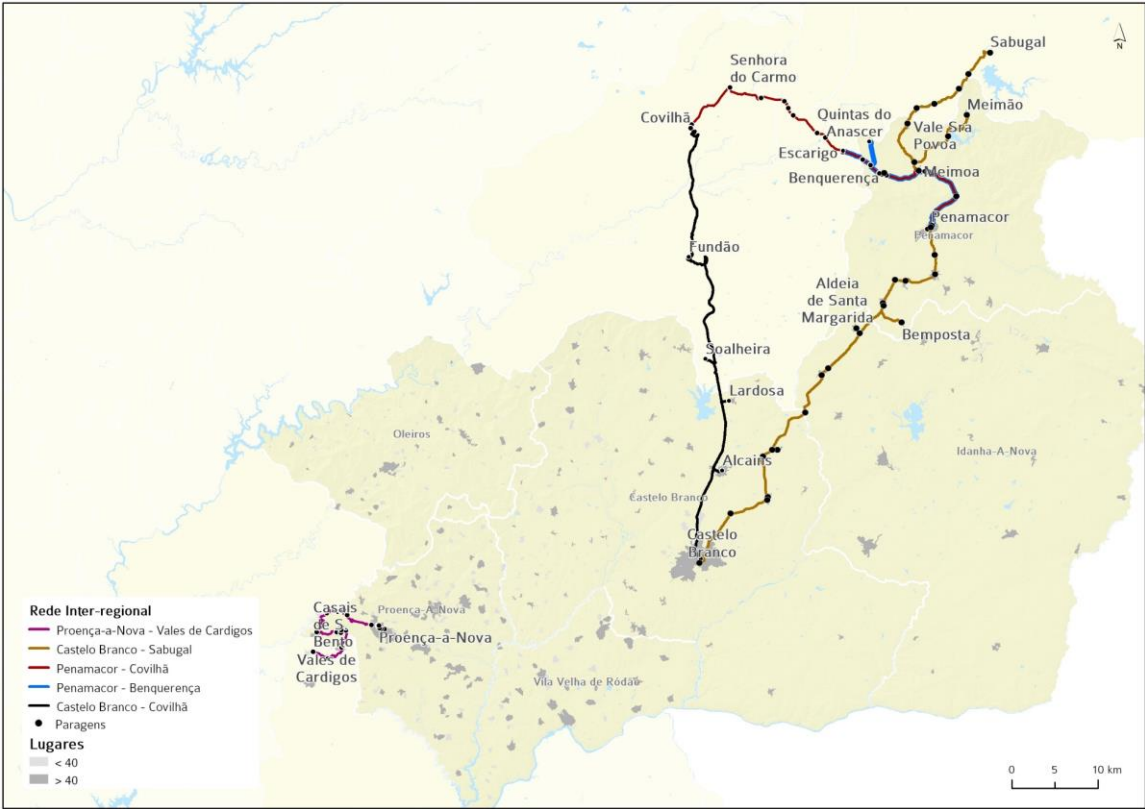 Sabugal
N
Senhora
do Carmo
Meimão
Covilhã
Quintas do
Anascer
Vale Sra
Povoa
Escarigo
Benquerença
Meimoa
Penamacor
Penamacor
Fundão
Aldeia
de Santa
Margarida
Bemposta
Soalheira
Lardosa
Oleiros
Idanha-A-Nova
Alcains
Castelo Branco
Castelo
Branco
Rede Inter-regional
Proença-a-Nova - Vales de Cardigos
Castelo Branco - Sabugal
Penamacor - Covilhã
Penamacor - Benquerença
Castelo Branco - Covilhã
Paragens
Lugares
< 40
> 40
Casais
de S.
Bento
Proença-A-Nova
Proença-à-Nova
Vales de
Cardigos
Vila Velha de Ródão
0 5 10 km